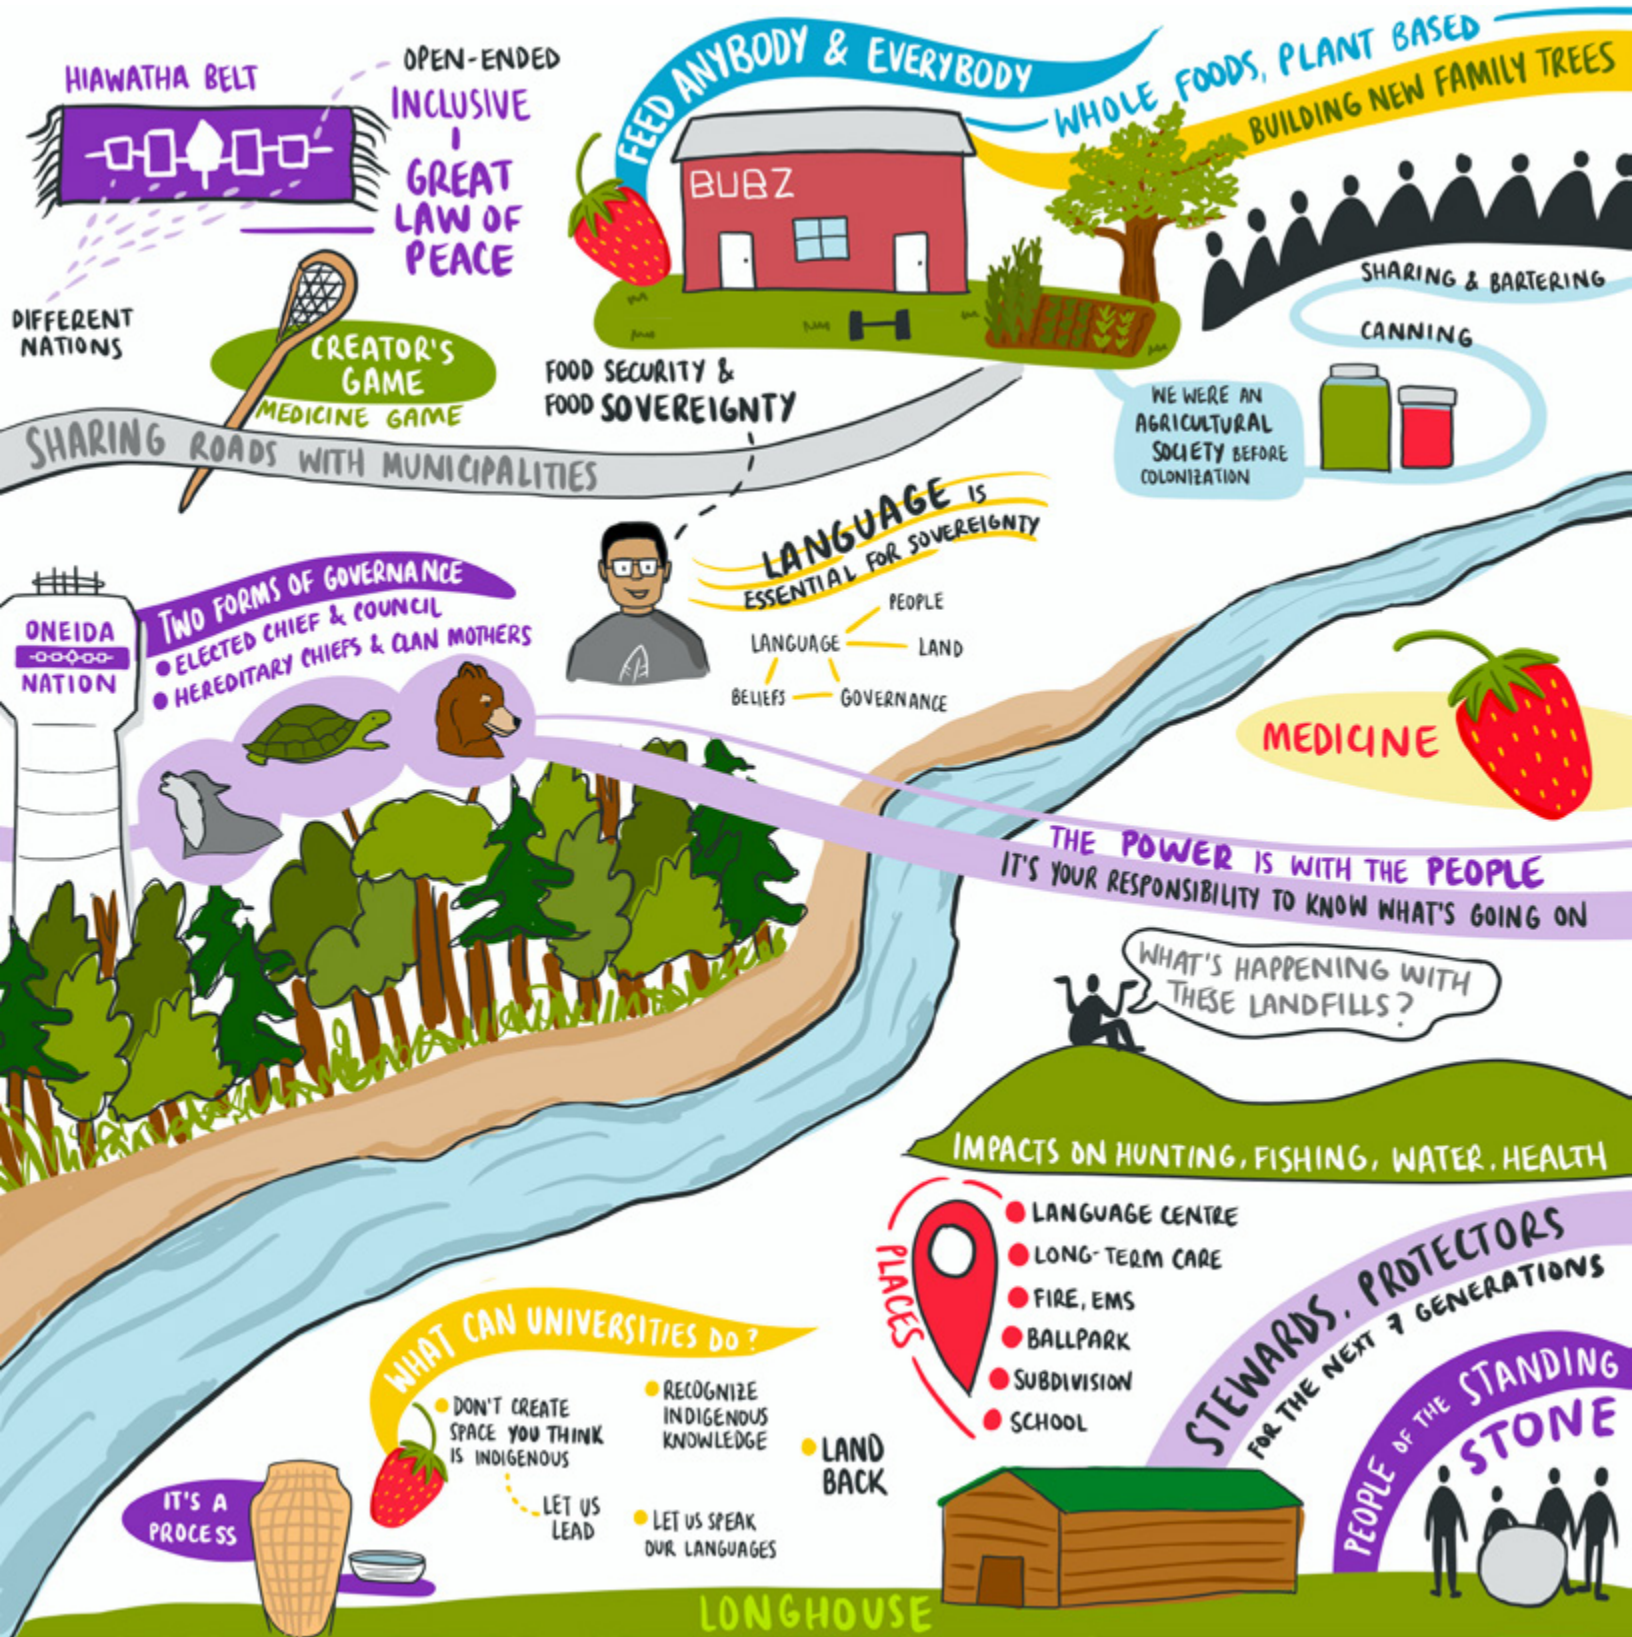 HIAWATHA BELT
OPEN-ENDED
INCLUSIVE
GREAT
LAW OF
PEACE
DIFFERENT
NATIONS
CREATOR'S
GAME
MEDICINE GAME
SHARING ROADS WITH MUNICIPALITIES
FEED ANYBODY & EVERYBODY
WHOLE FOODS, PLANT BASED
BUILDING NEW FAMILY TREES
BUBZ
SHARING & BARTERING
CANNING
WE WERE AN
AGRICULTURAL
SOCIETY BEFORE
COLONIZATION
FOOD SECURITY &
FOOD SOVEREIGNTY
LANGUAGE IS
ESSENTIAL FOR SOVEREIGNTY
PEOPLE
LANGUAGE
LAND
BELIEFS
GOVERNANCE
ONEIDA
NATION
TWO FORMS OF GOVERNANCE
• ELECTED CHIEF & COUNCIL
• HEREDITARY CHIEFS & CLAN MOTHERS
MEDICINE
THE POWER IS WITH THE PEOPLE
IT'S YOUR RESPONSIBILITY TO KNOW WHAT'S GOING ON
WHAT'S HAPPENING WITH
THESE LANDFILLS?
IMPACTS ON HUNTING, FISHING, WATER, HEALTH
PLACES
LANGUAGE CENTRE
LONG-TERM CARE
FIRE, EMS
BALLPARK
SUBDIVISION
SCHOOL
STEWARDS, PROTECTORS
FOR THE NEXT 7 GENERATIONS
PEOPLE OF THE STANDING
STONE
WHAT CAN UNIVERSITIES DO?
DON'T CREATE
SPACE YOU THINK
IS INDIGENOUS
LET US
LEAD
RECOGNIZE
INDIGENOUS
KNOWLEDGE
LET US SPEAK
OUR LANGUAGES
LAND
BACK
IT'S A
PROCESS
LONGHOUSE